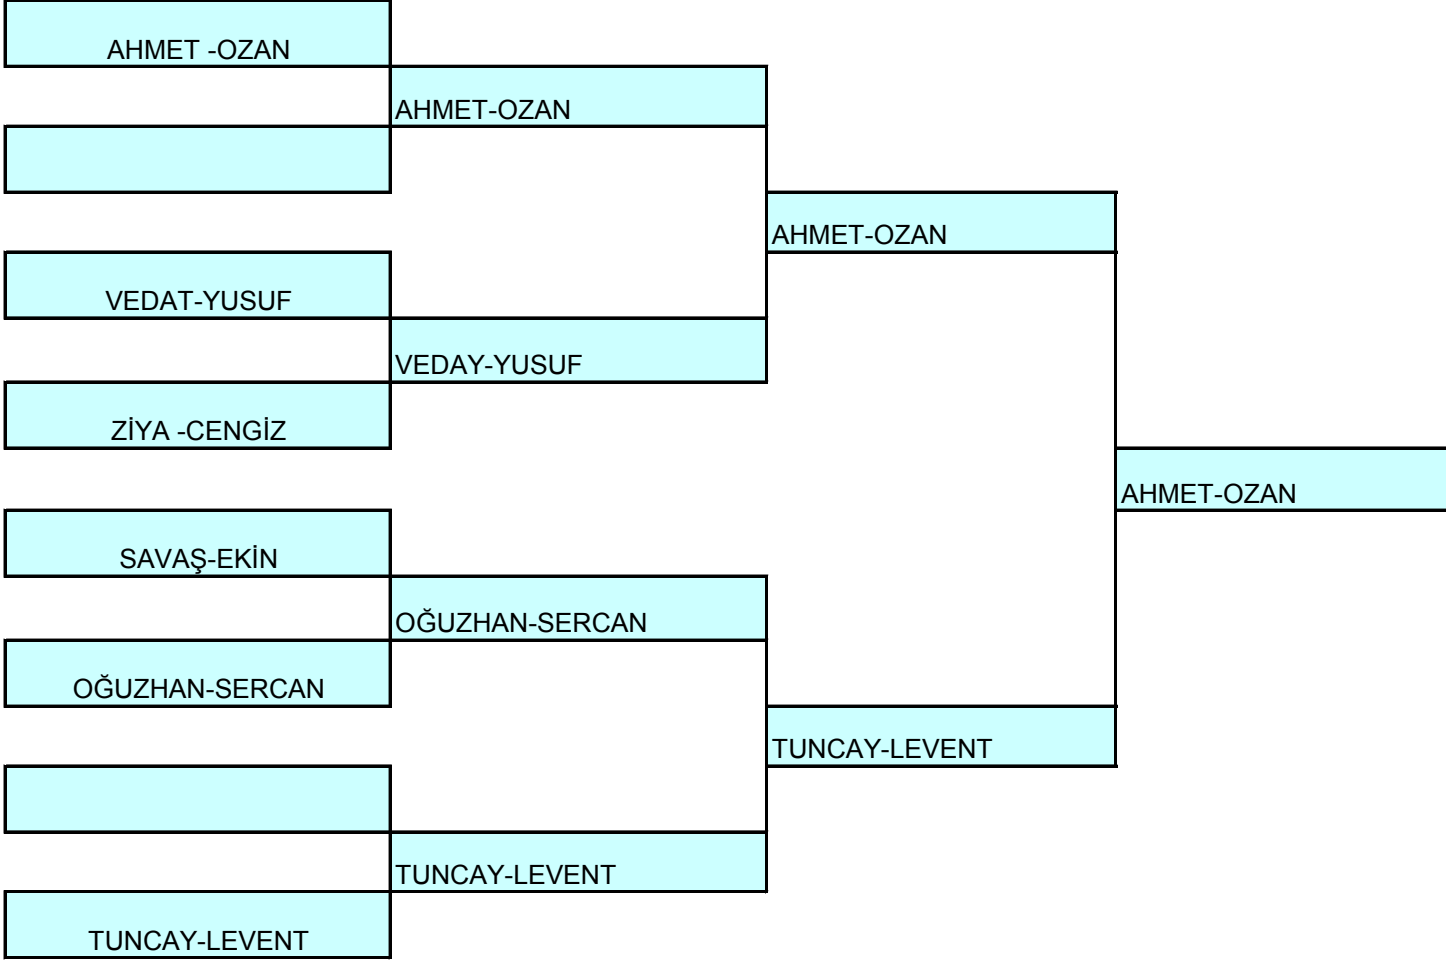 AHMET -OZAN
AHMET-OZAN
AHMET-OZAN
VEDAT-YUSUF
VEDAY-YUSUF
ZİYA -CENGİZ
AHMET-OZAN
SAVAŞ-EKİN
OĞUZHAN-SERCAN
OĞUZHAN-SERCAN
TUNCAY-LEVENT
TUNCAY-LEVENT
TUNCAY-LEVENT